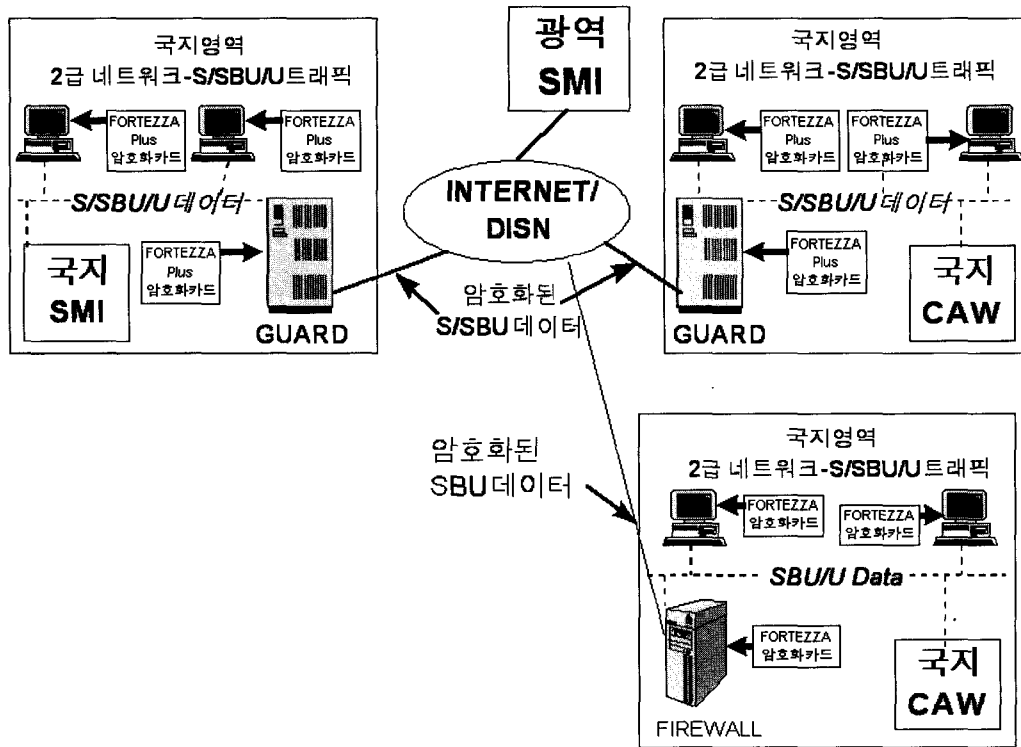 국지영역
2급 네트워크-S/SBU/U트래픽
FORTEZZA
Plus
암호화카드
FORTEZZA
Plus
암호화카드
S/SBU/U 데이터
국지
SMI
FORTEZZA
Plus
암호화카드
GUARD
광역
SMI
INTERNET/
DISN
암호화된
S/SBU 데이터
국지영역
2급 네트워크-S/SBU/U트래픽
FORTEZZA
Plus
암호화카드
FORTEZZA
Plus
암호화카드
S/SBU/U 데이터
FORTEZZA
Plus
암호화카드
GUARD
국지
CAW
암호화된
SBU 데이터
국지영역
2급 네트워크-S/SBU/U트래픽
FORTEZZA
암호화카드
FORTEZZA
암호화카드
SBU/U Data
FORTEZZA
암호화카드
FIREWALL
국지
CAW